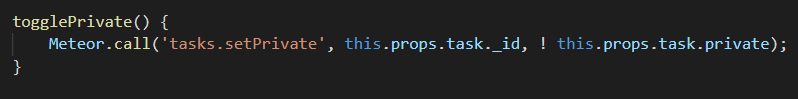 togglePrivate() {
    Meteor.call('tasks.setPrivate', this.props.task._id, ! this.props.task.private);
}